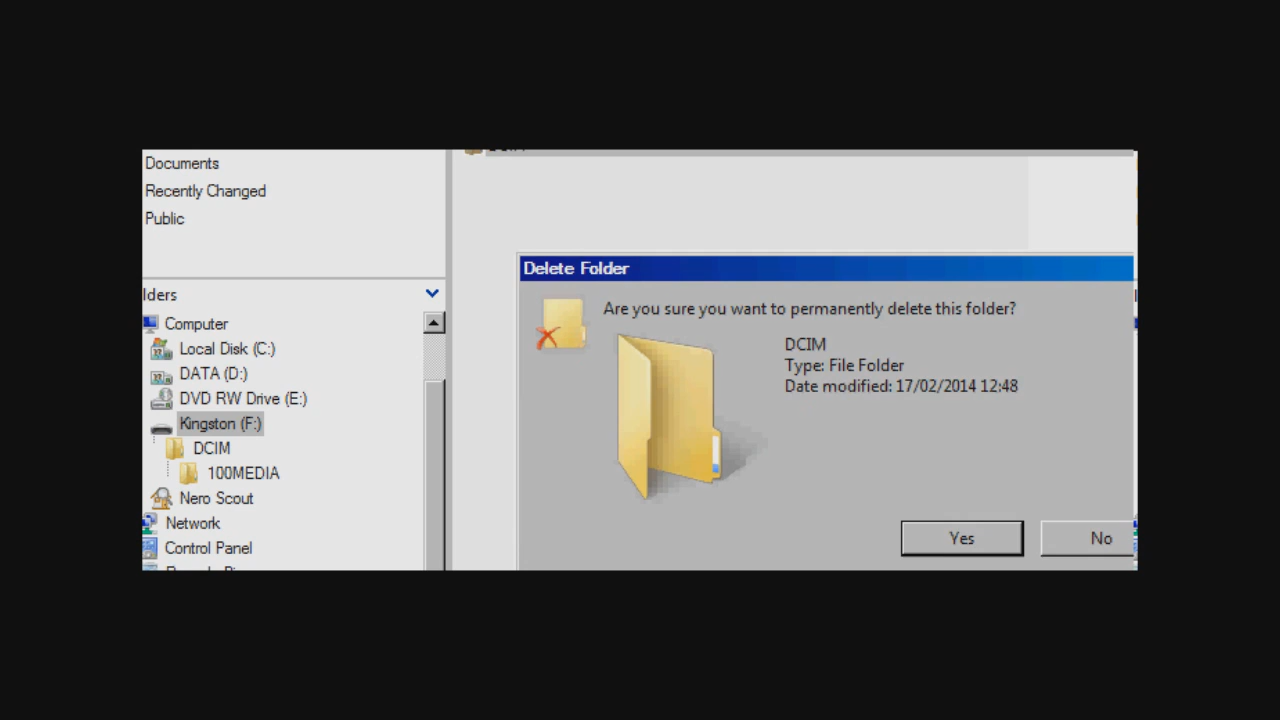 Documents
Recently Changed
Public
lders
Computer
Local Disk (C:)
DATA (D:)
DVD RW Drive (E:)
Kingston (F:)
DCIM
100MEDIA
Nero Scout
Network
Control Panel
Delete Folder
Are you sure you want to permanently delete this folder?
DCIM
Type: File Folder
Date modified: 17/02/2014 12:48
Yes
No